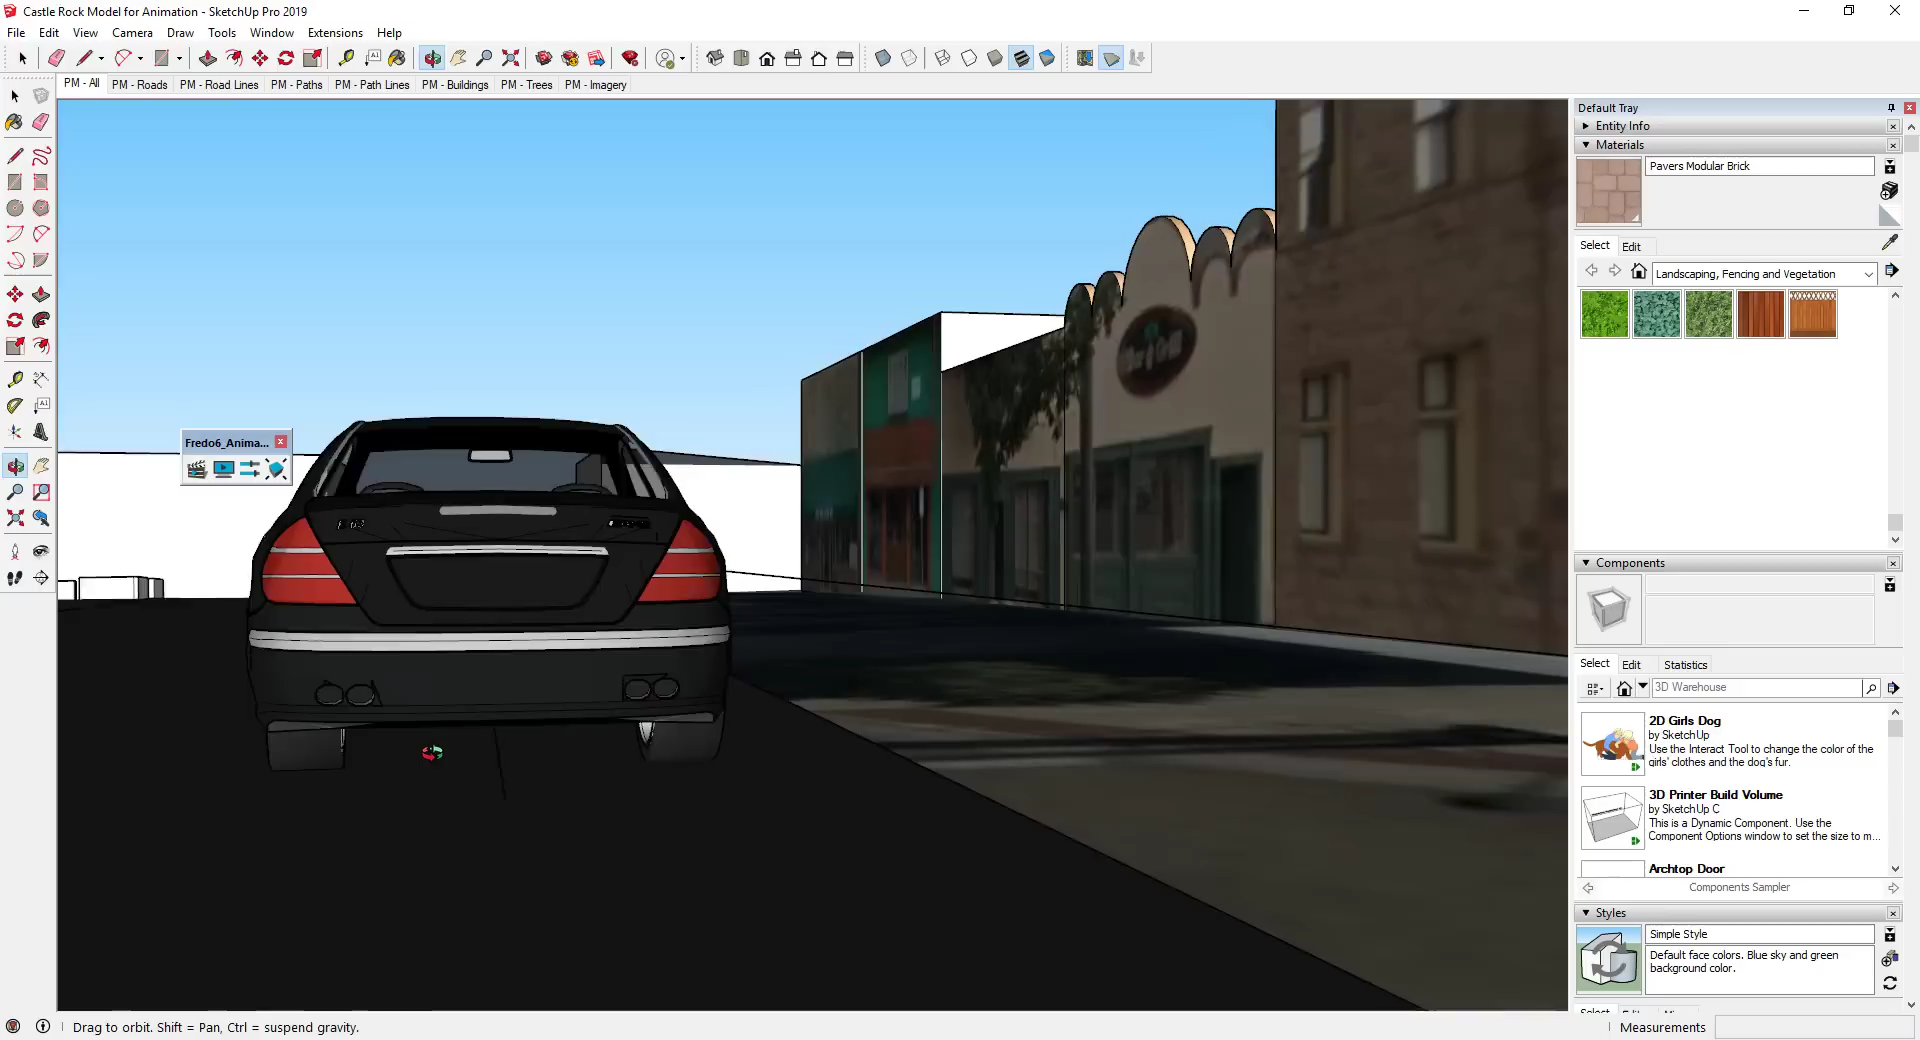 Castle Rock Model for Animation - SketchUp Pro 2019
File Edit View Camera Draw Tools Window Extensions Help
PM - All PM - Roads PM - Road Lines PM - Paths PM - Path Lines PM - Buildings PM - Trees PM - Imagery
Default Tray
Entity Info
Materials
Pavers Modular Brick
Select Edit
Landscaping, Fencing and Vegetation
Fredo6_Anima...
Bar & Grill
Components
Select Edit Statistics
3D Warehouse
2D Girls Dog
by SketchUp
Use the Interact Tool to change the color of the
girls' clothes and the dog's fur.
3D Printer Build Volume
by SketchUp C
This is a Dynamic Component. Use the
Component Options window to set the size to m...
Archtop Door
Components Sampler
Styles
Simple Style
Default face colors. Blue sky and green
background color.
Select
Drag to orbit. Shift = Pan, Ctrl = suspend gravity.
Measurements